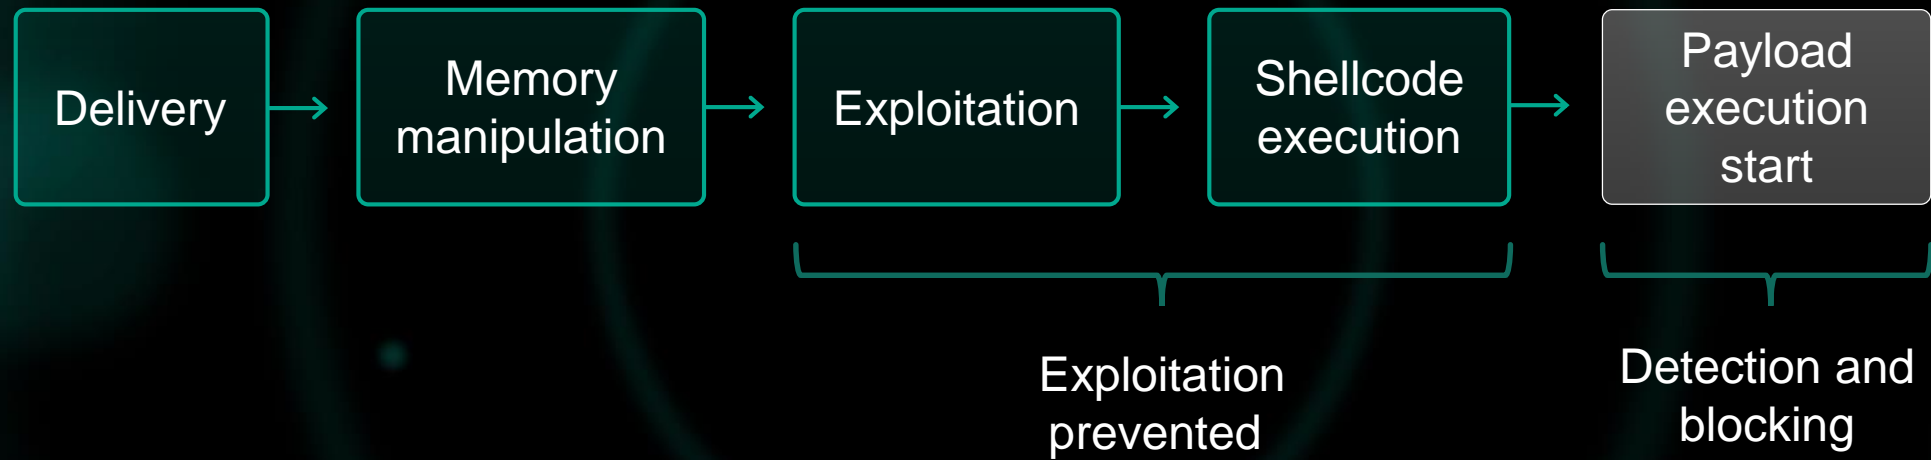 Delivery
Memory
manipulation
Exploitation
Shellcode
execution
Payload
execution
start
Exploitation
prevented
Detection and
blocking